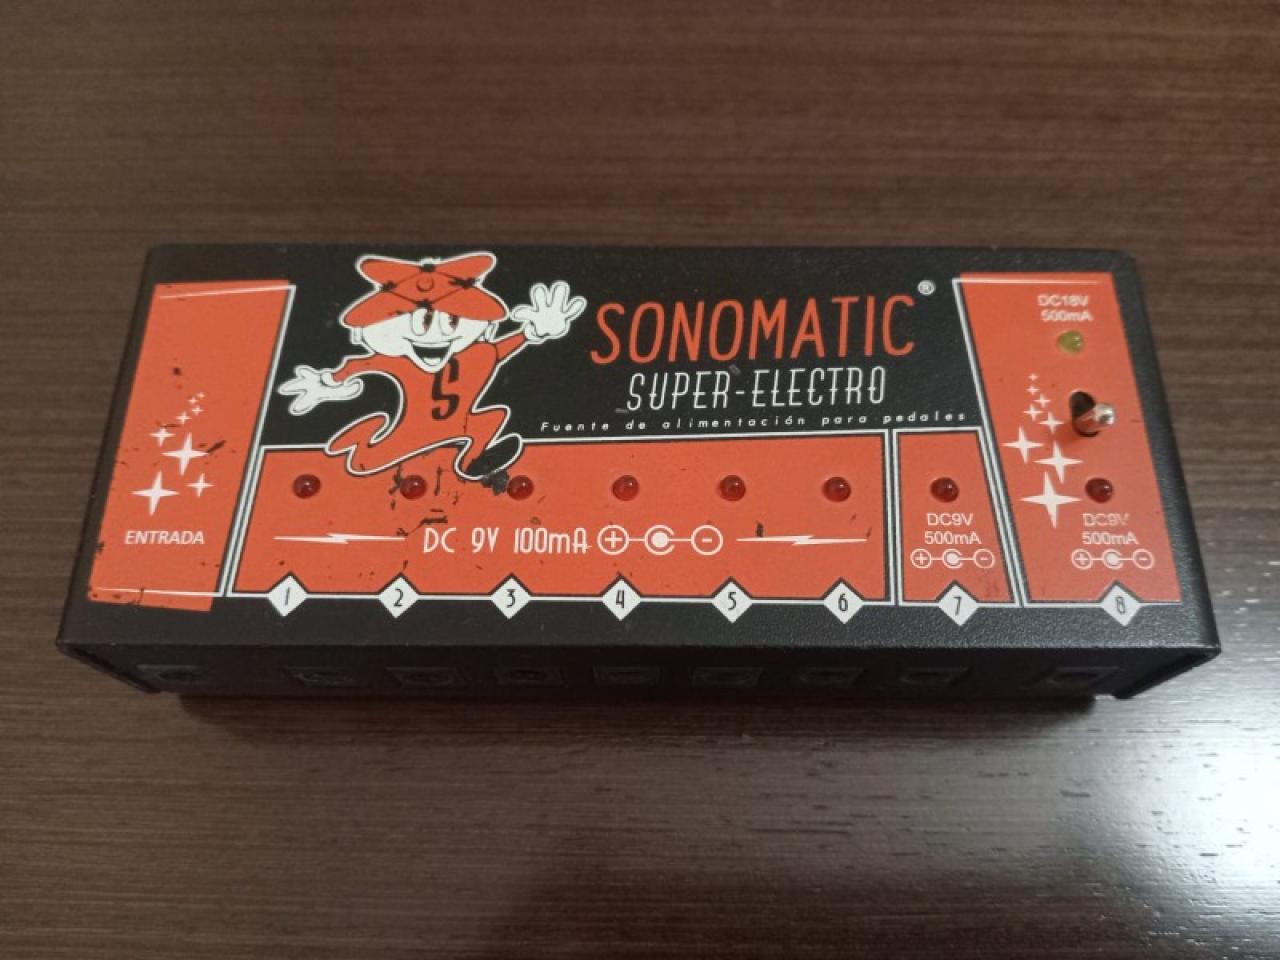 SONOMATIC®
SUPER-ELECTRO
Fuente de alimentación para pedales
S
ENTRADA
DC 9V 100mA + -
1 2 3 4 5 6
DC9V
500mA
+ -
7
DC18V
500mA
DC9V
500mA
+ -
8